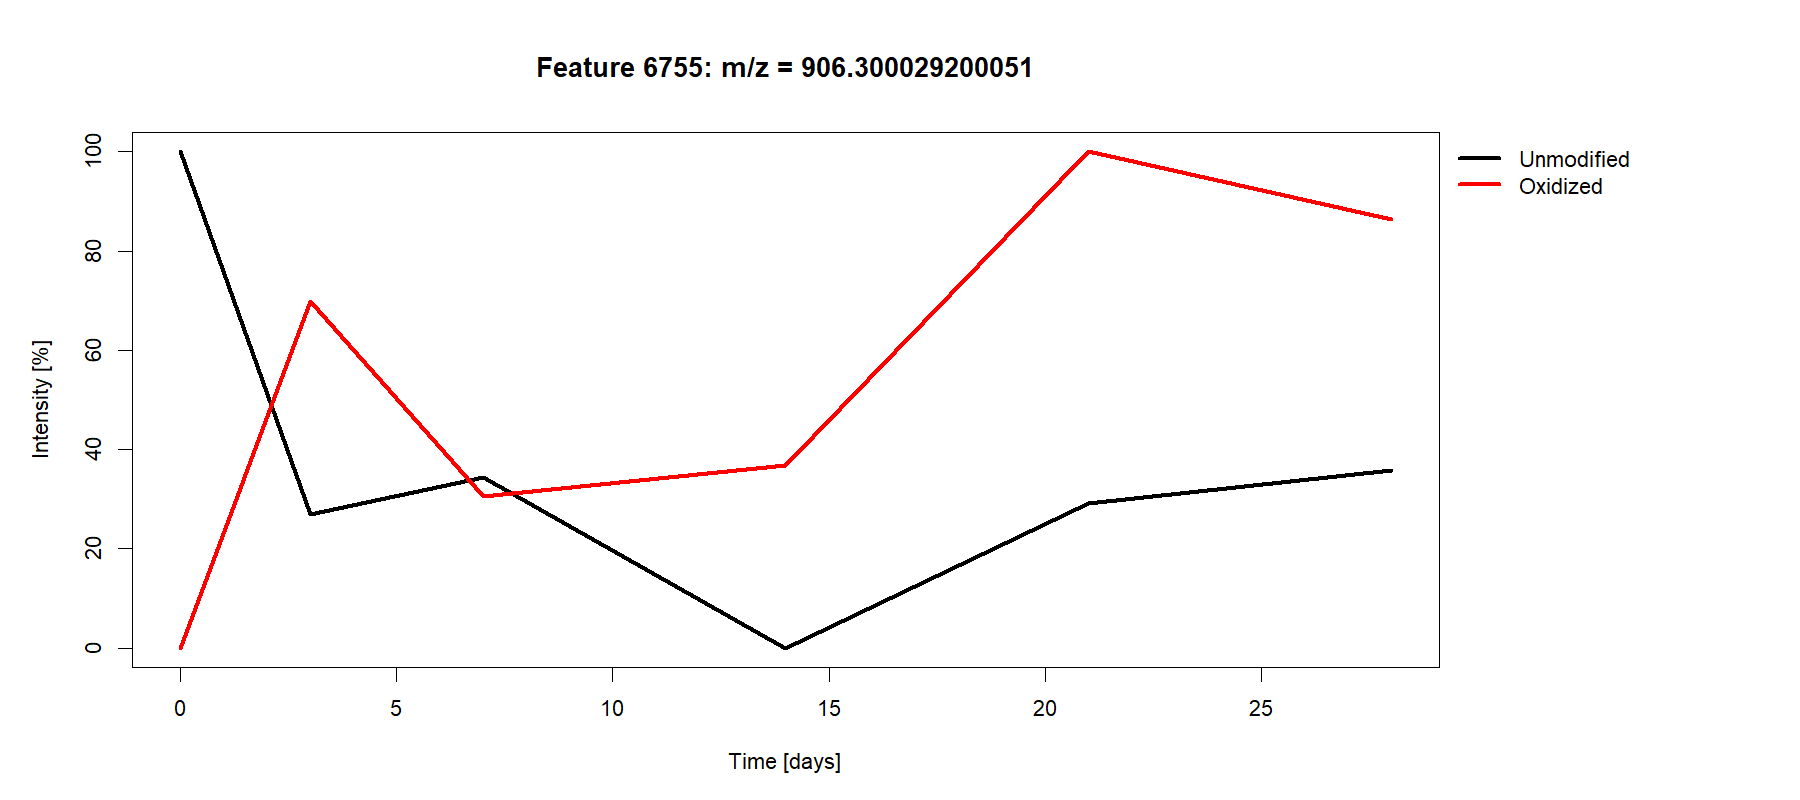 Feature 6755: m/z = 906.300029200051
Unmodified
Oxidized
Intensity [%]
100
80
60
40
20
0
0 5 10 15 20 25
Time [days]